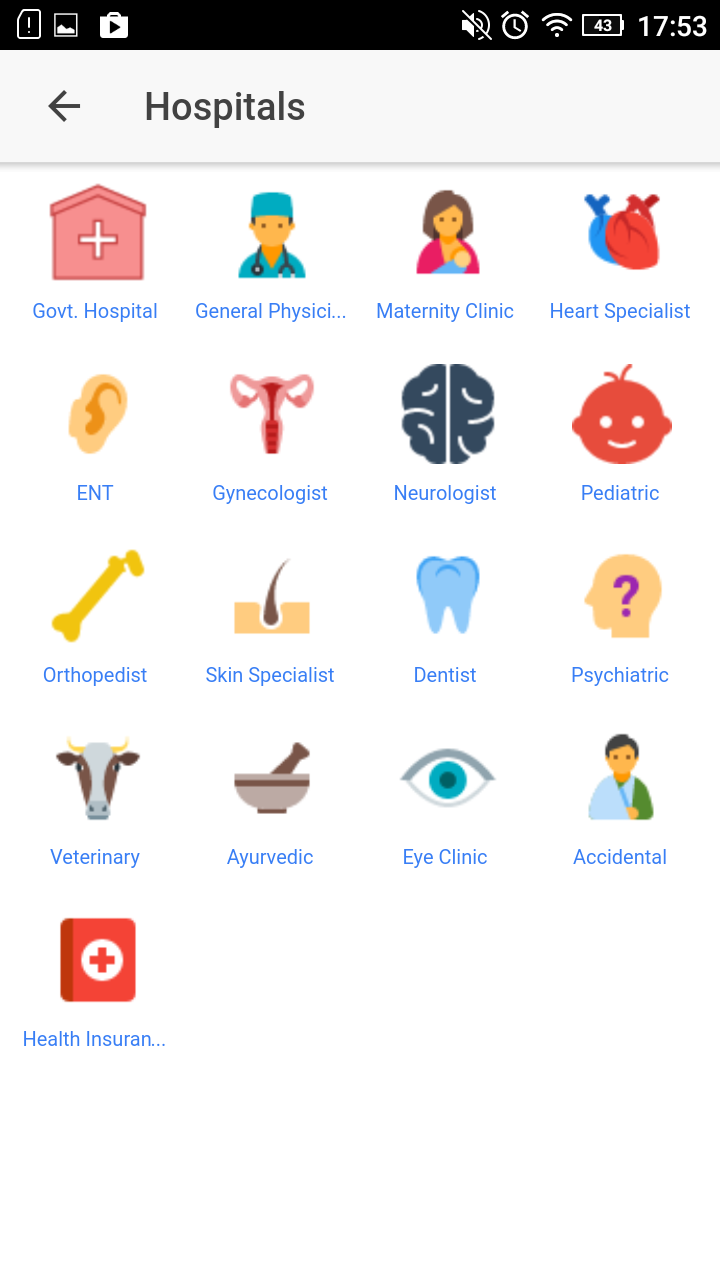 43 17:53
Hospitals
Govt. Hospital General Physici... Maternity Clinic Heart Specialist
ENT Gynecologist Neurologist Pediatric
?
Orthopedist Skin Specialist Dentist Psychiatric
Veterinary Ayurvedic Eye Clinic Accidental
Health Insuran...